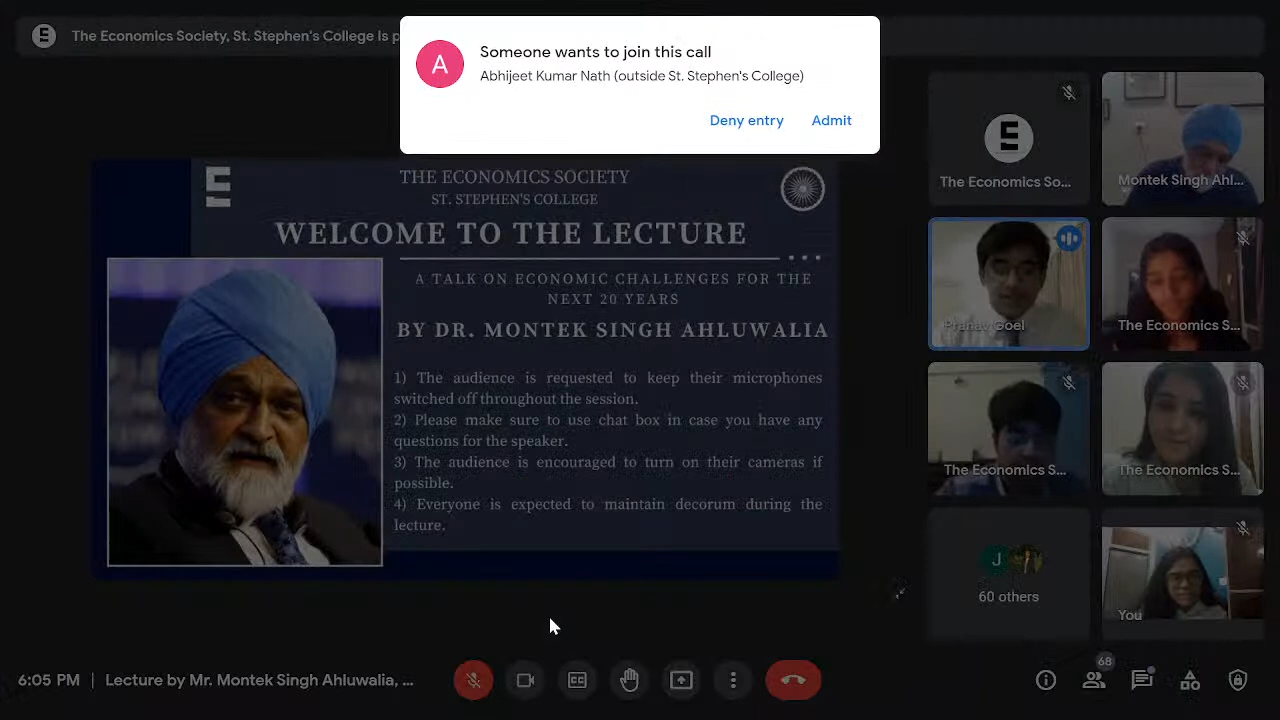 The Economics Society, St. Stephen's College is p
Someone wants to join this call
A
Abhijeet Kumar Nath (outside St. Stephen's College)
Deny entry Admit
THE ECONOMICS SOCIETY
ST. STEPHEN'S COLLEGE
WELCOME TO THE LECTURE
A TALK ON ECONOMIC CHALLENGES FOR THE
NEXT 20 YEARS
BY DR. MONTEK SINGH AHLUWALIA
1) The audience is requested to keep their microphones
switched off throughout the session.
2) Please make sure to use chat box in case you have any
questions for the speaker.
3) The audience is encouraged to turn on their cameras if
possible.
4) Everyone is expected to maintain decorum during the
lecture.
The Economics So...
Montek Singh Ahl...
Pranav Goel
The Economics S...
The Economics S...
The Economics S...
J
60 others
You
6:05 PM | Lecture by Mr. Montek Singh Ahluwalia, ...
CC
68